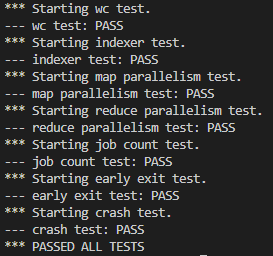 *** Starting wc test.
--- wc test: PASS
*** Starting indexer test.
--- indexer test: PASS
*** Starting map parallelism test.
--- map parallelism test: PASS
*** Starting reduce parallelism test.
--- reduce parallelism test: PASS
*** Starting job count test.
--- job count test: PASS
*** Starting early exit test.
--- early exit test: PASS
*** Starting crash test.
--- crash test: PASS
*** PASSED ALL TESTS